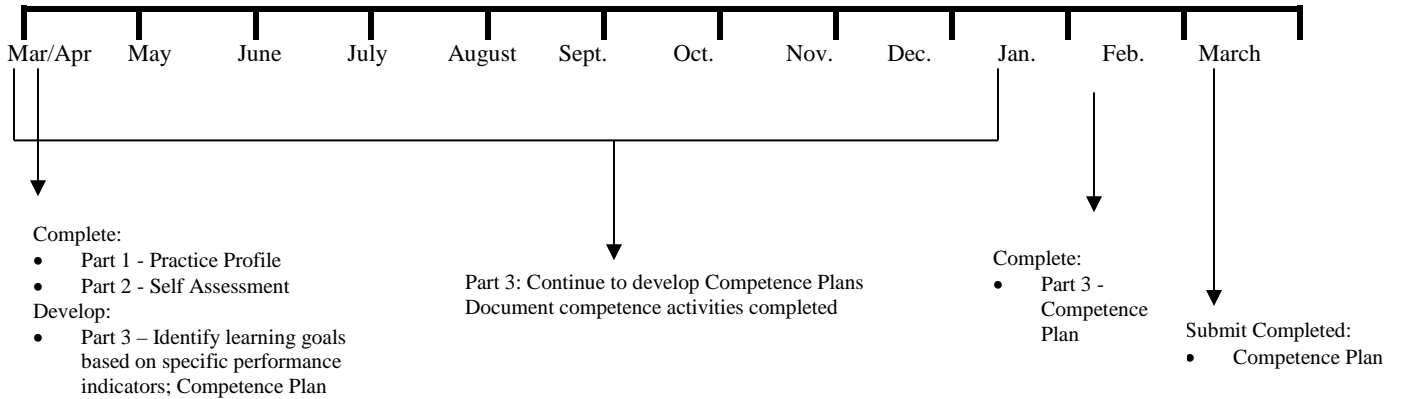 Mar/Apr May June July August Sept. Oct. Nov. Dec. Jan. Feb. March
Complete:
• Part 1 - Practice Profile
• Part 2 - Self Assessment
Develop:
• Part 3 – Identify learning goals
based on specific performance
indicators; Competence Plan
Part 3: Continue to develop Competence Plans
Document competence activities completed
Complete:
• Part 3 -
Competence
Plan
Submit Completed:
• Competence Plan